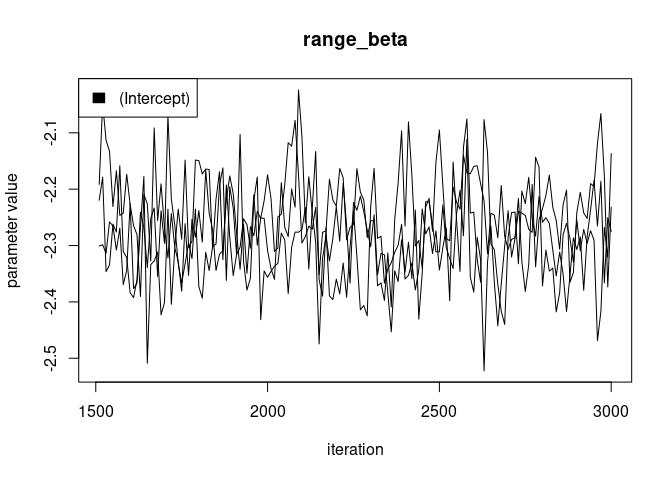 range_beta
(Intercept)
-2.1
-2.2
-2.3
-2.4
-2.5
parameter value
1500
2000
2500
3000
iteration